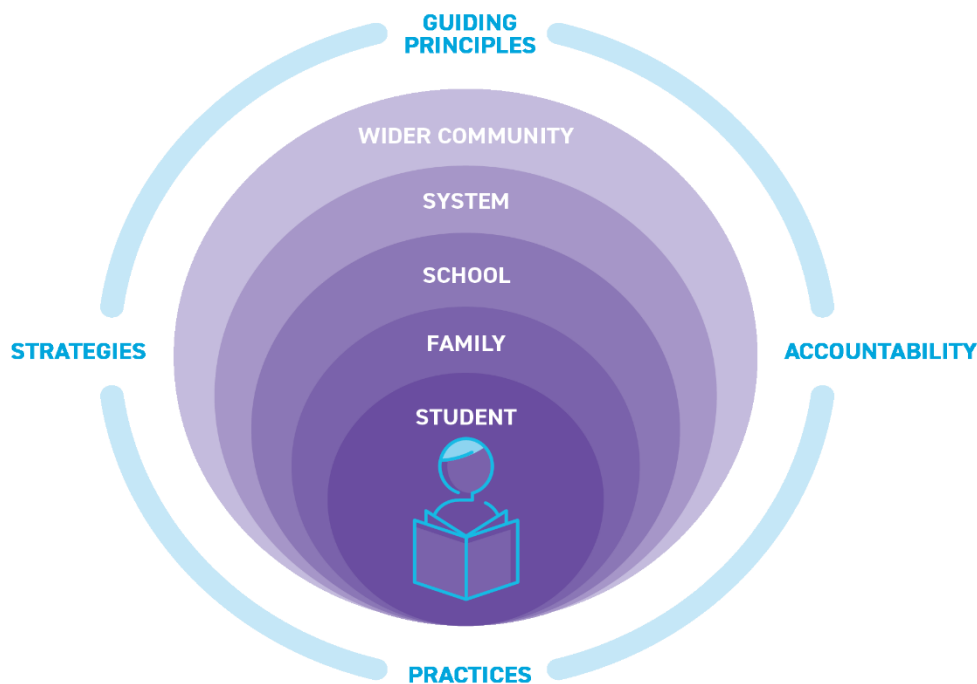 GUIDING
PRINCIPLES
WIDER COMMUNITY
SYSTEM
SCHOOL
FAMILY
STRATEGIES
ACCOUNTABILITY
STUDENT
PRACTICES